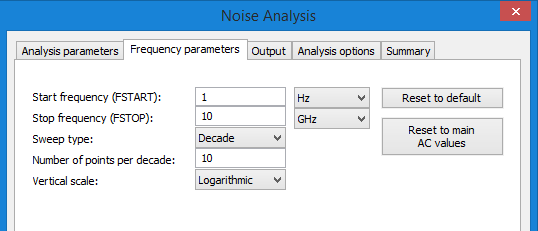 Noise Analysis
Analysis parameters Frequency parameters Output Analysis options Summary
Start frequency (FSTART): 1 Hz Reset to default
Stop frequency (FSTOP): 10 GHz
Sweep type: Decade Reset to main
AC values
Number of points per decade: 10
Vertical scale: Logarithmic